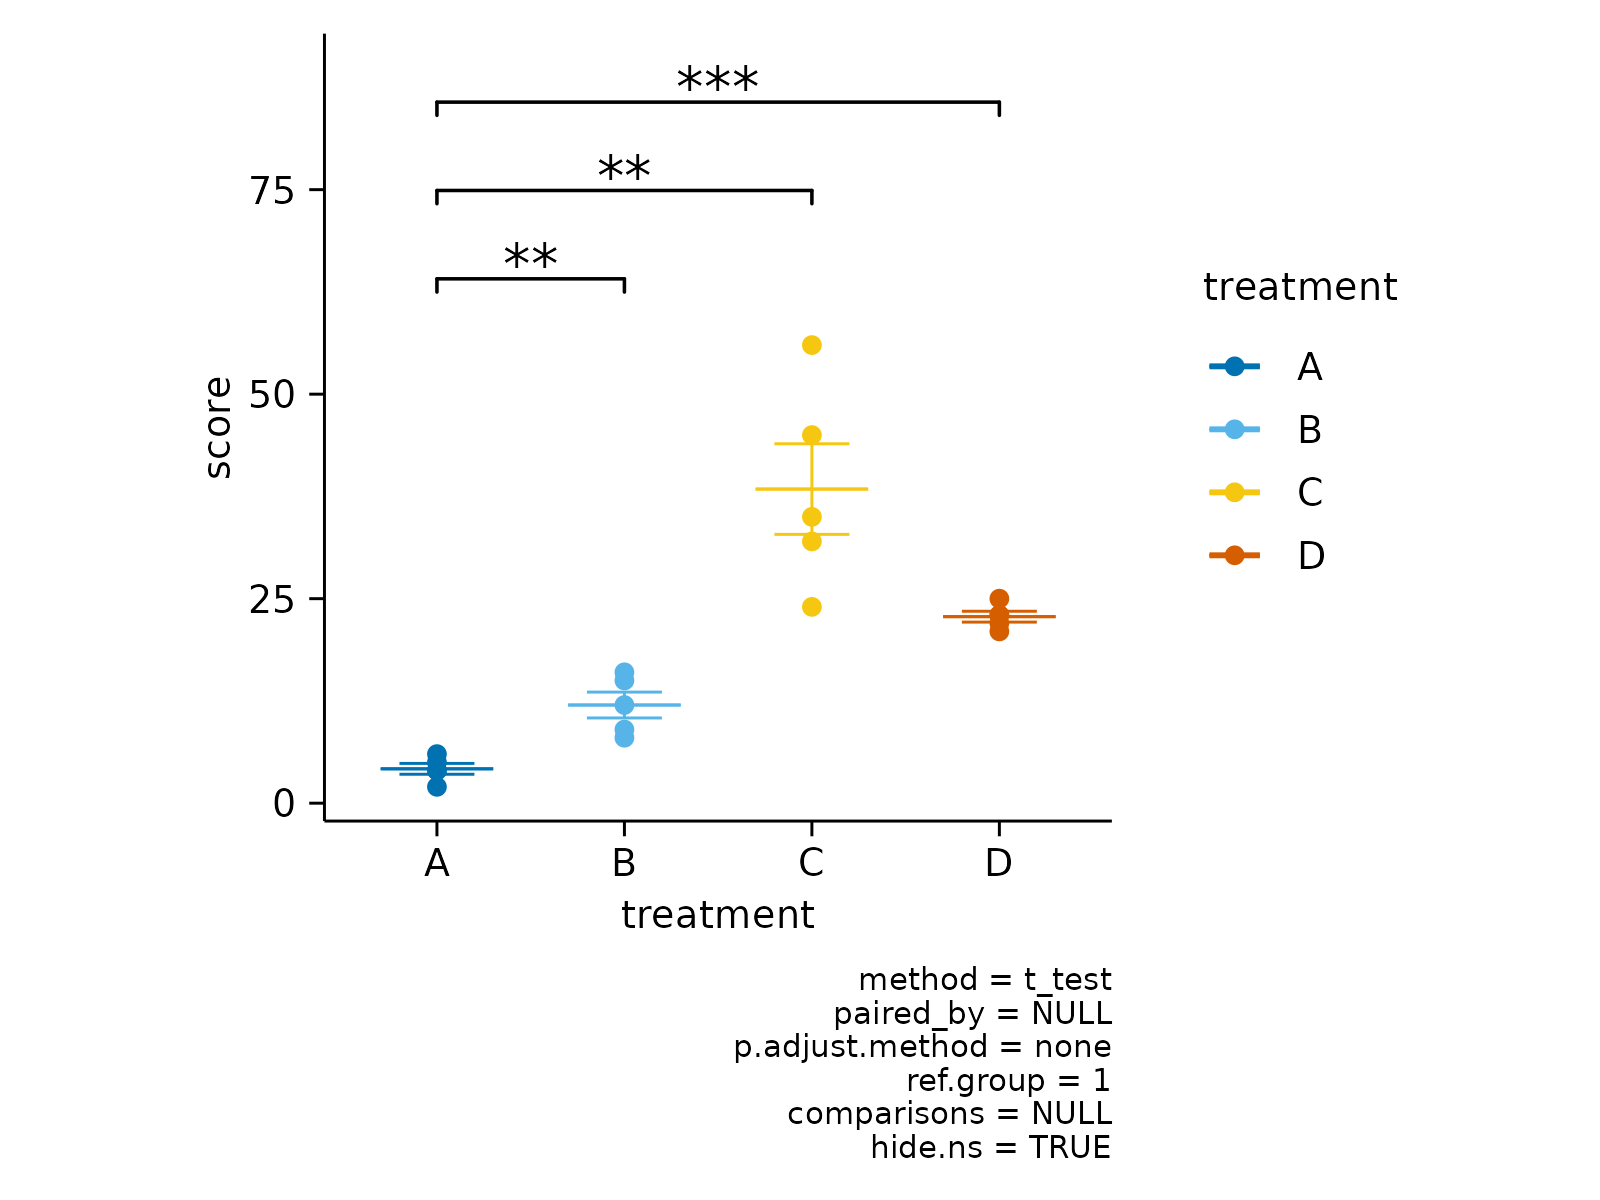 ***
**
**
75
50
25
0
score
A
B
C
D
treatment
treatment
A
B
C
D
method = t_test
paired_by = NULL
p.adjust.method = none
ref.group = 1
comparisons = NULL
hide.ns = TRUE